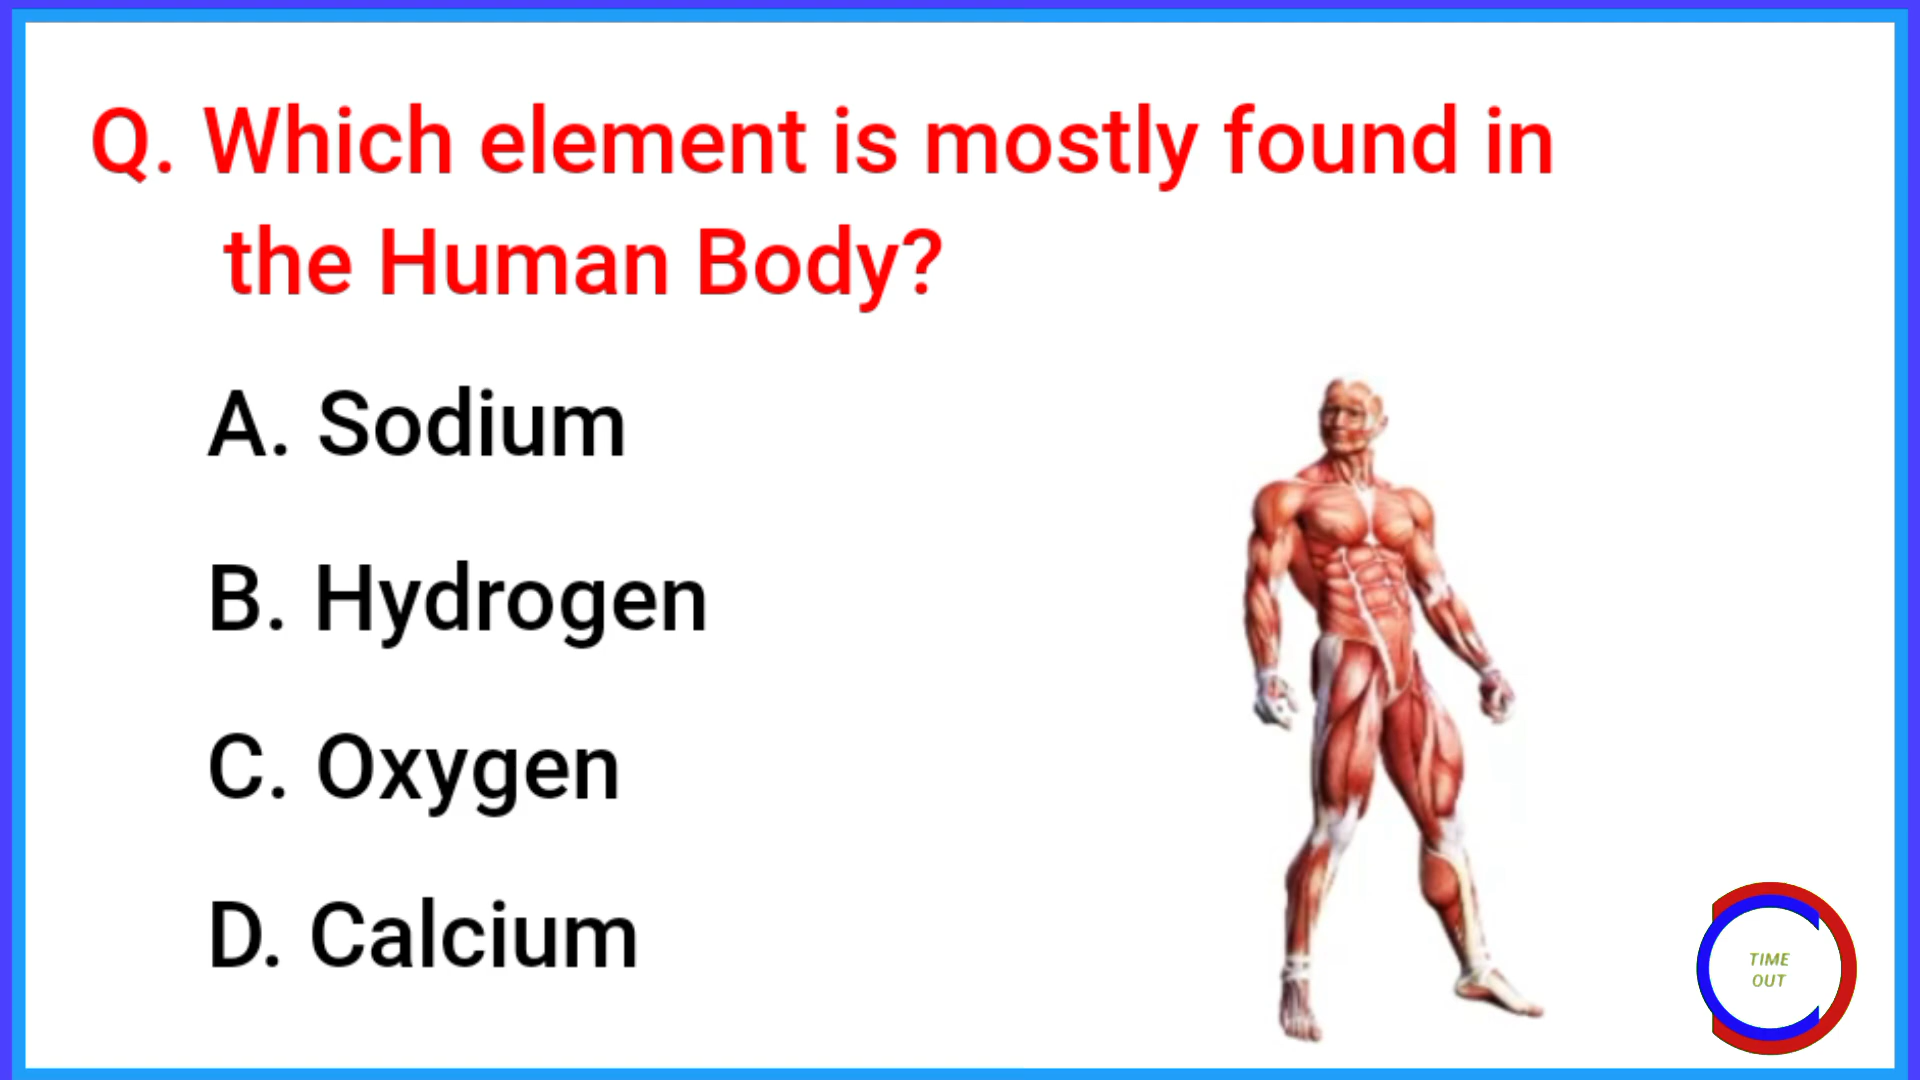 Q. Which element is mostly found in
the Human Body?
A. Sodium
B. Hydrogen
C. Oxygen
D. Calcium
TIME
OUT